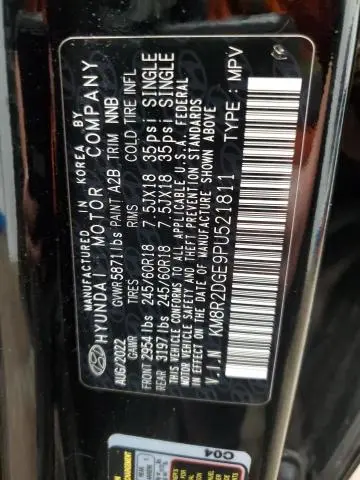 MANUFACTURED IN KOREA BY
HYUNDAI MOTOR COMPANY
GVWR 5871 lbs PAINT A2B TRIM NNB
AUG/2022 GAWR TIRES RIMS COLD TIRE INFL
FRONT 2954 lbs 245/60R18 7.5JX18 35psi SINGLE
REAR 3197 lbs 245/60R18 7.5JX18 35psi SINGLE
THIS VEHICLE CONFORMS TO ALL APPLICABLE U.S.A. FEDERAL
MOTOR VEHICLE SAFETY AND THEFT PREVENTION STANDARDS
IN EFFECT ON THE DATE OF MANUFACTURE SHOWN ABOVE
V.I.N : KM8R2DGE9PU521811 TYPE : MPV
C04